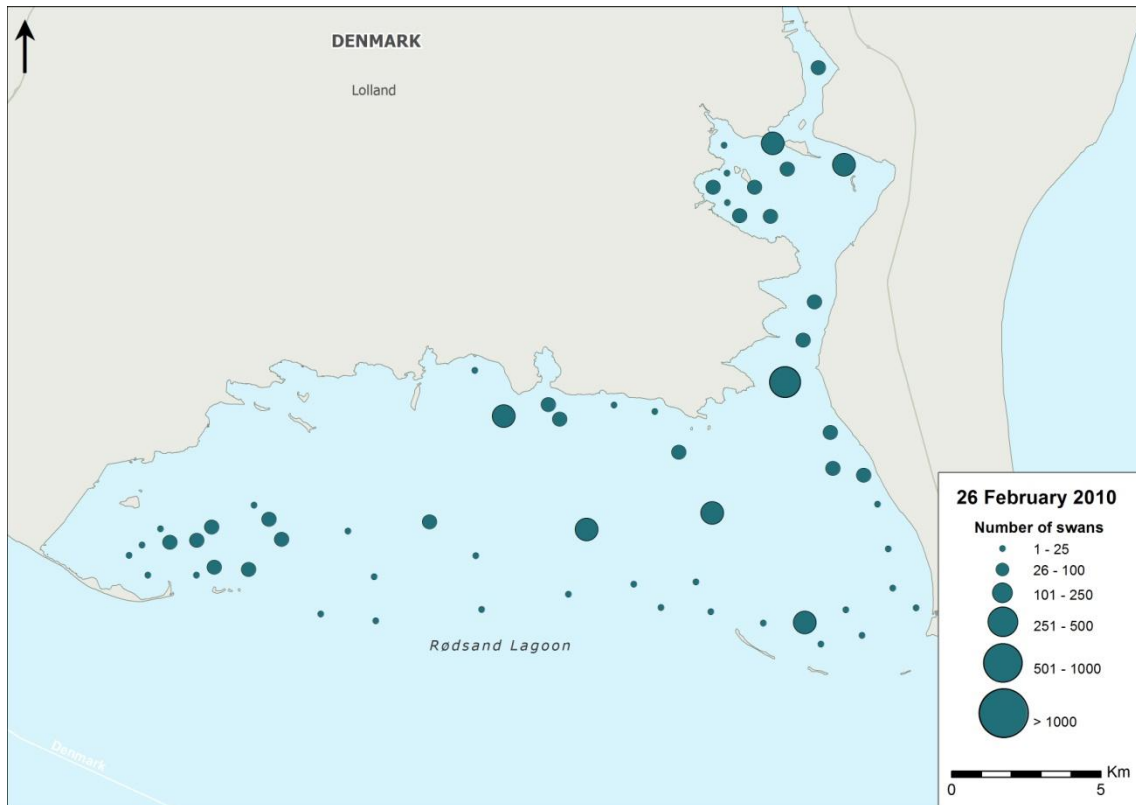 DENMARK
Lolland
Rødsand Lagoon
Denmark
26 February 2010
Number of swans
1 - 25
26 - 100
101 - 250
251 - 500
501 - 1000
> 1000
Km
0 5